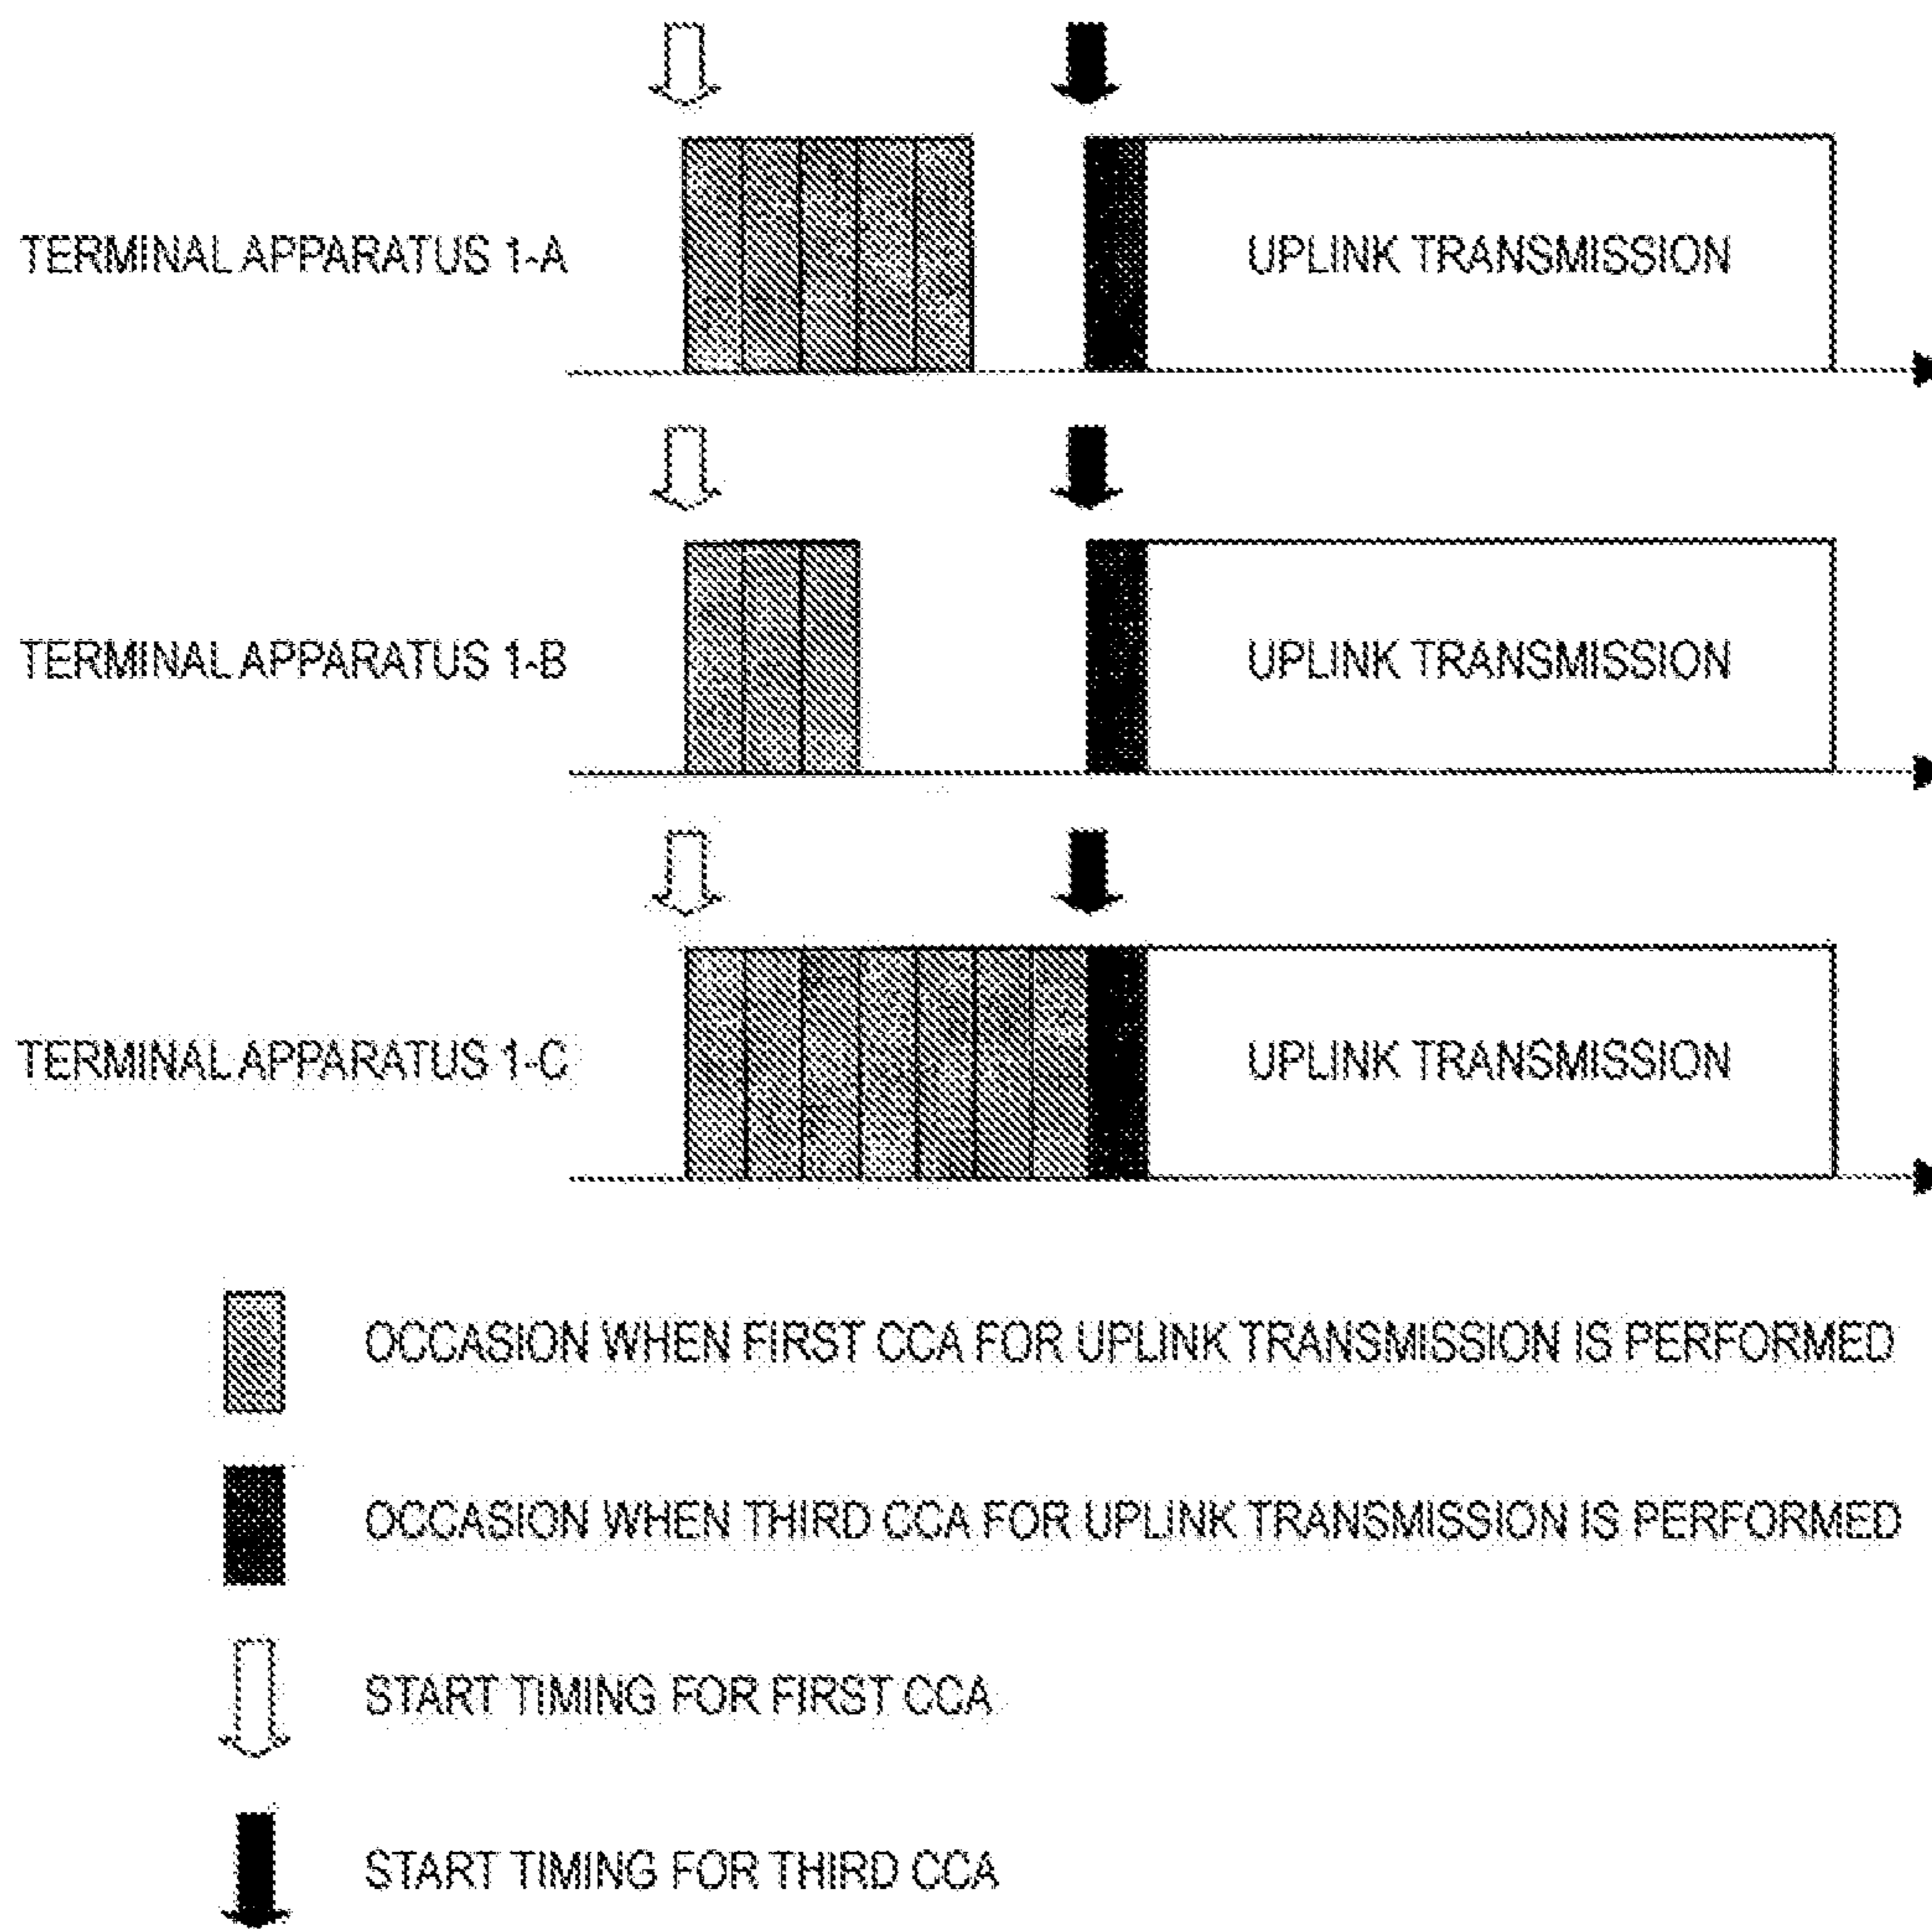 TERMINAL APPARATUS 1-A
UPLINK TRANSMISSION
TERMINAL APPARATUS 1-B
UPLINK TRANSMISSION
TERMINAL APPARATUS 1-C
UPLINK TRANSMISSION
OCCASION WHEN FIRST CCA FOR UPLINK TRANSMISSION IS PERFORMED
OCCASION WHEN THIRD CCA FOR UPLINK TRANSMISSION IS PERFORMED
START TIMING FOR FIRST CCA
START TIMING FOR THIRD CCA